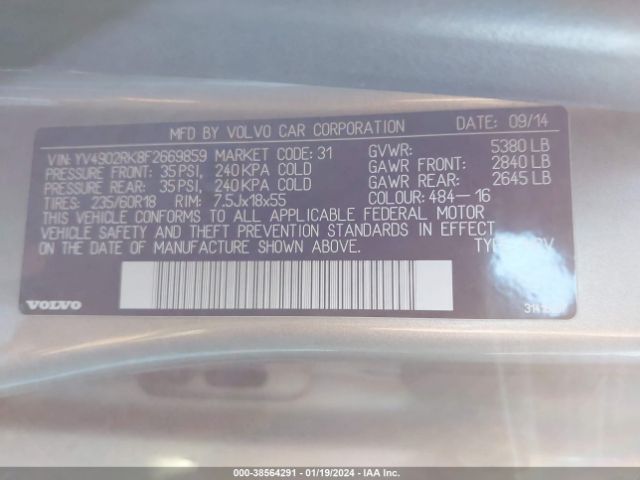 MFD BY VOLVO CAR CORPORATION DATE: 09/14
VIN: YV4902RK8F2669859 MARKET CODE: 31 GVWR: 5380 LB
PRESSURE FRONT: 35 PSI, 240 KPA COLD GAWR FRONT: 2840 LB
PRESSURE REAR: 35 PSI, 240 KPA COLD GAWR REAR: 2645 LB
TIRES: 235/60R18 RIM: 7.5Jx18x55 COLOUR: 484-16
THIS VEHICLE CONFORMS TO ALL APPLICABLE FEDERAL MOTOR
VEHICLE SAFETY AND THEFT PREVENTION STANDARDS IN EFFECT
ON THE DATE OF MANUFACTURE SHOWN ABOVE.
VOLVO
000-38564291 - 01/19/2024 - IAA Inc.